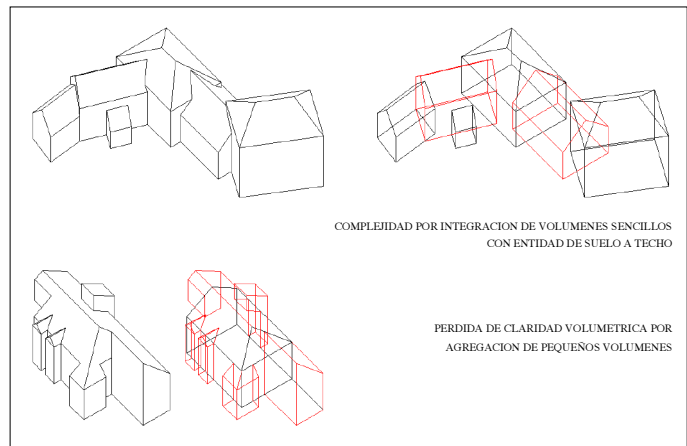 COMPLEJIDAD POR INTEGRACION DE VOLUMENES SENCILLOS
CON ENTIDAD DE SUELO A TECHO
PERDIDA DE CLARIDAD VOLUMETRICA POR
AGREGACION DE PEQUEÑOS VOLUMENES